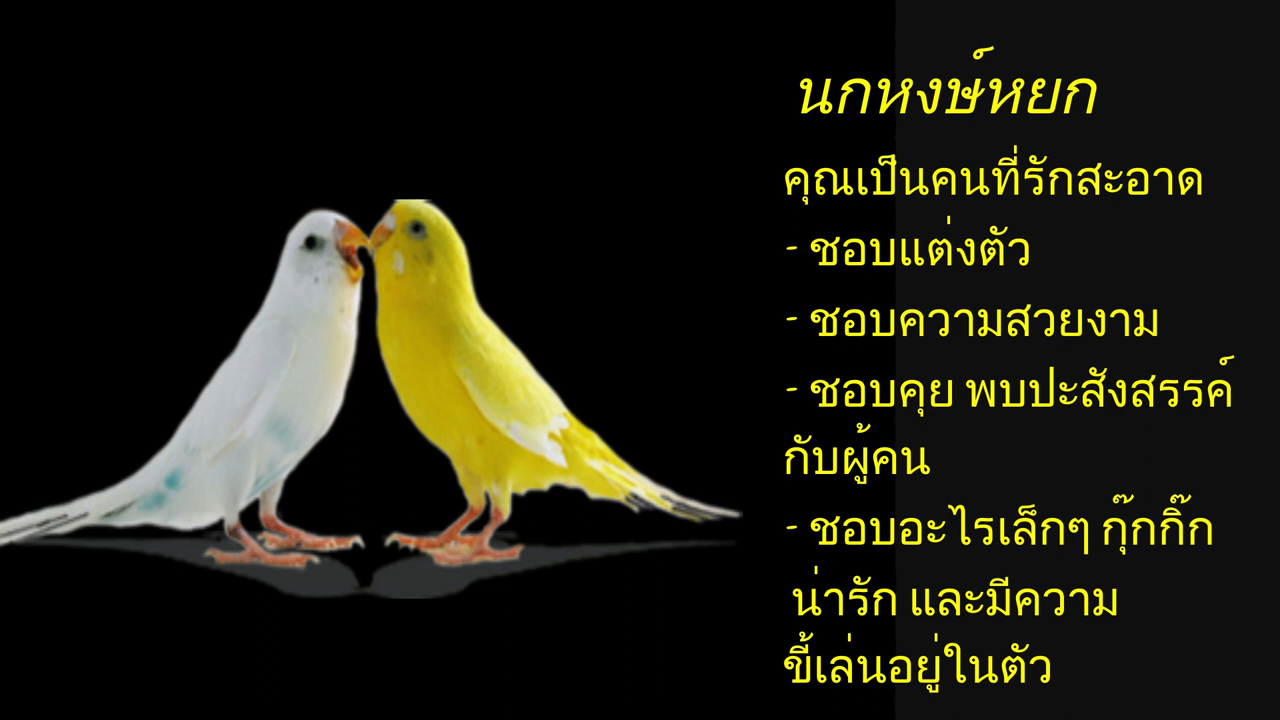 นกหงษ์หยก
คุณเป็นคนที่รักสะอาด
- ชอบแต่งตัว
- ชอบความสวยงาม
- ชอบคุย พบปะสังสรรค์
กับผู้คน
- ชอบอะไรเล็กๆ กุ๊กกิ๊ก
น่ารัก และมีความ
ขี้เล่นอยู่ในตัว